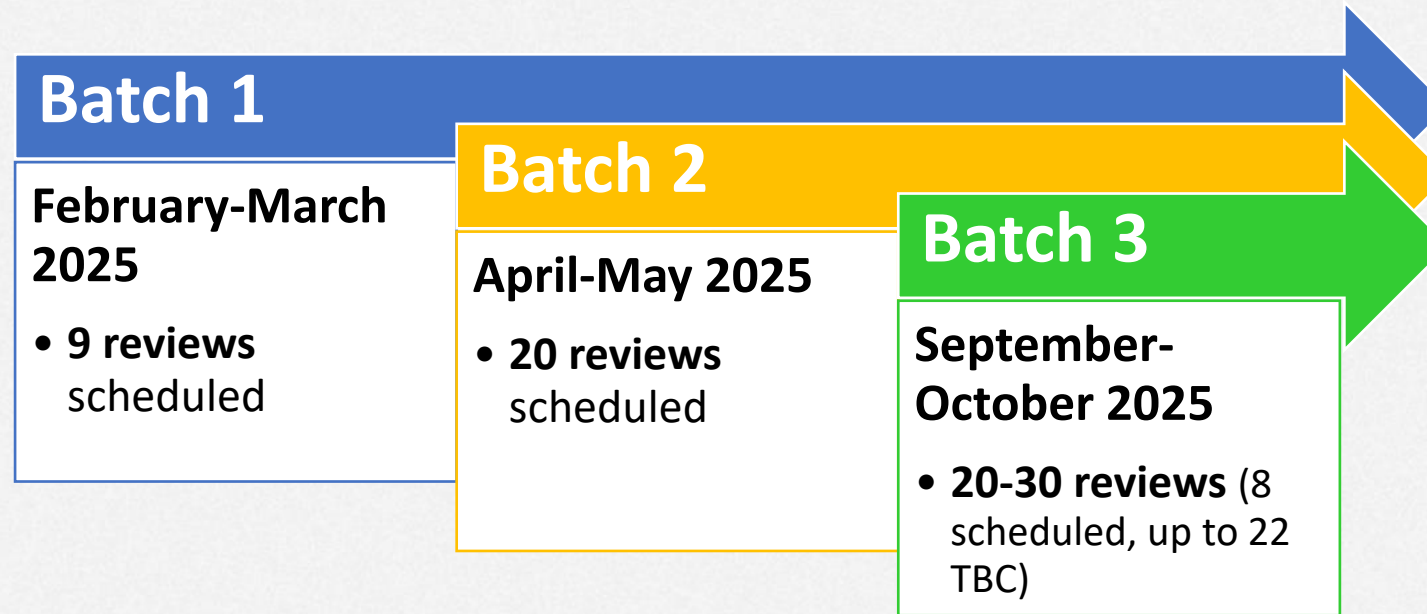 Batch 1
February-March
2025
• 9 reviews
scheduled
Batch 2
April-May 2025
• 20 reviews
scheduled
Batch 3
September-
October 2025
• 20-30 reviews (8
scheduled, up to 22
TBC)